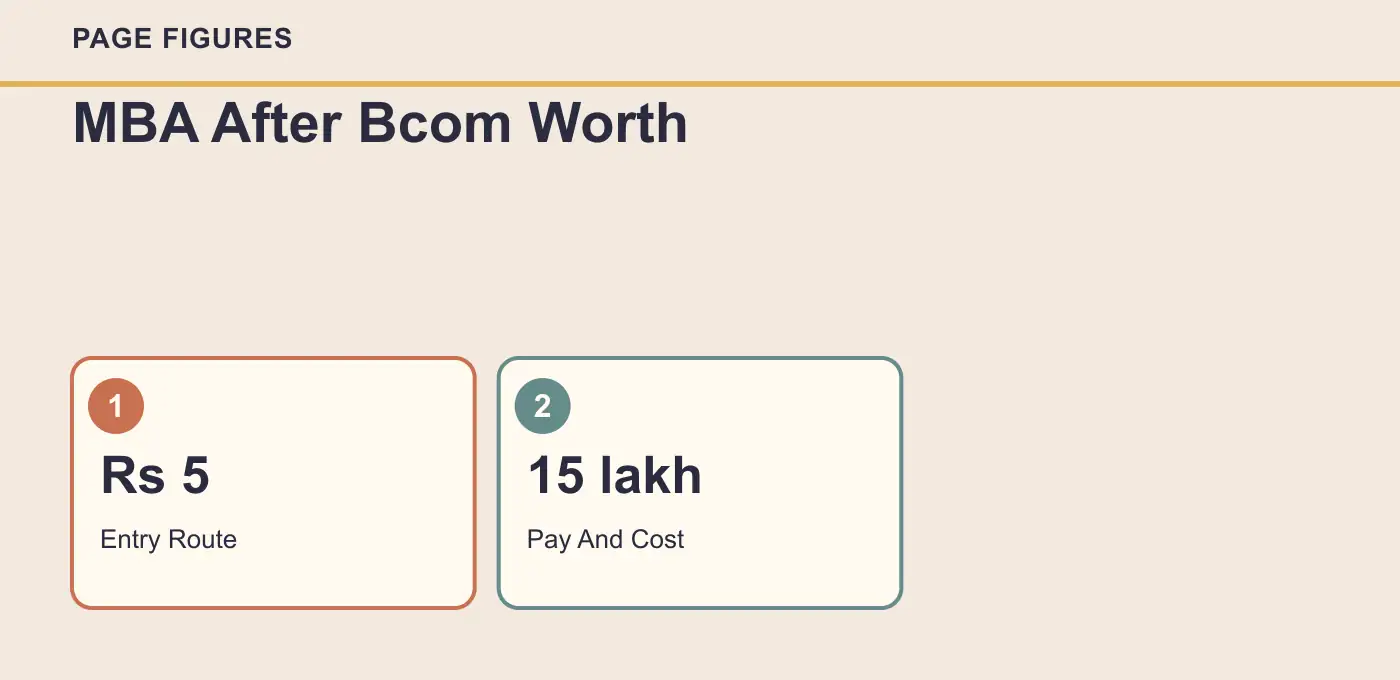 PAGE FIGURES
MBA After Bcom Worth
1
Rs 5
Entry Route
2
15 lakh
Pay And Cost